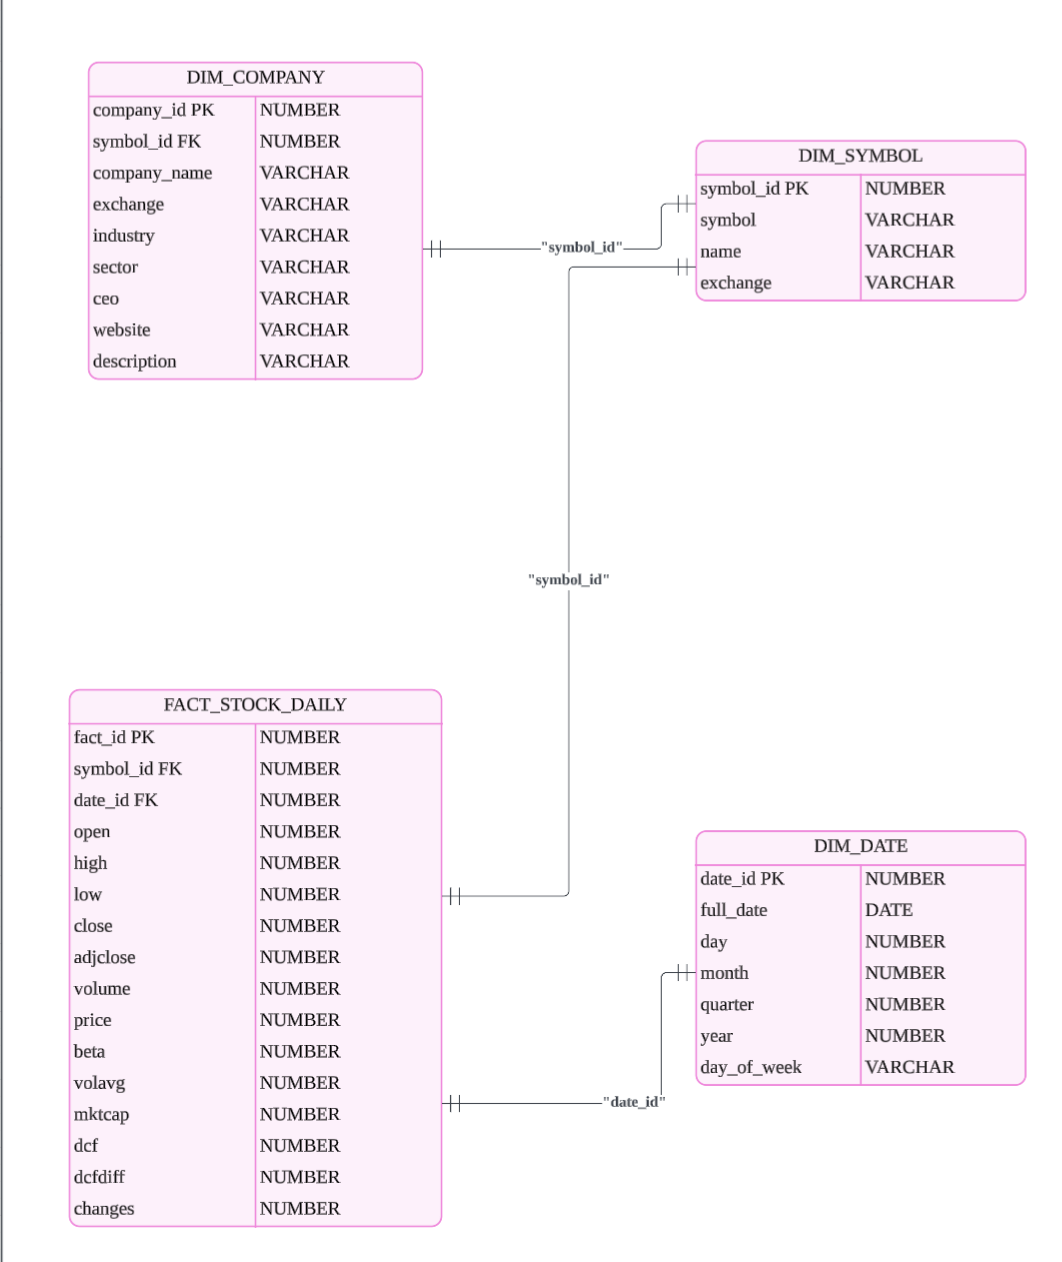 DIM_COMPANY
company_id PK NUMBER
symbol_id FK NUMBER
company_name VARCHAR
exchange VARCHAR
industry VARCHAR
sector VARCHAR
ceo VARCHAR
website VARCHAR
description VARCHAR
DIM_SYMBOL
symbol_id PK NUMBER
symbol VARCHAR
name VARCHAR
exchange VARCHAR
"symbol_id"
"symbol_id"
FACT_STOCK_DAILY
fact_id PK NUMBER
symbol_id FK NUMBER
date_id FK NUMBER
open NUMBER
high NUMBER
low NUMBER
close NUMBER
adjclose NUMBER
volume NUMBER
price NUMBER
beta NUMBER
volavg NUMBER
mktcap NUMBER
dcf NUMBER
dcfdiff NUMBER
changes NUMBER
DIM_DATE
date_id PK NUMBER
full_date DATE
day NUMBER
month NUMBER
quarter NUMBER
year NUMBER
day_of_week VARCHAR
"date_id"